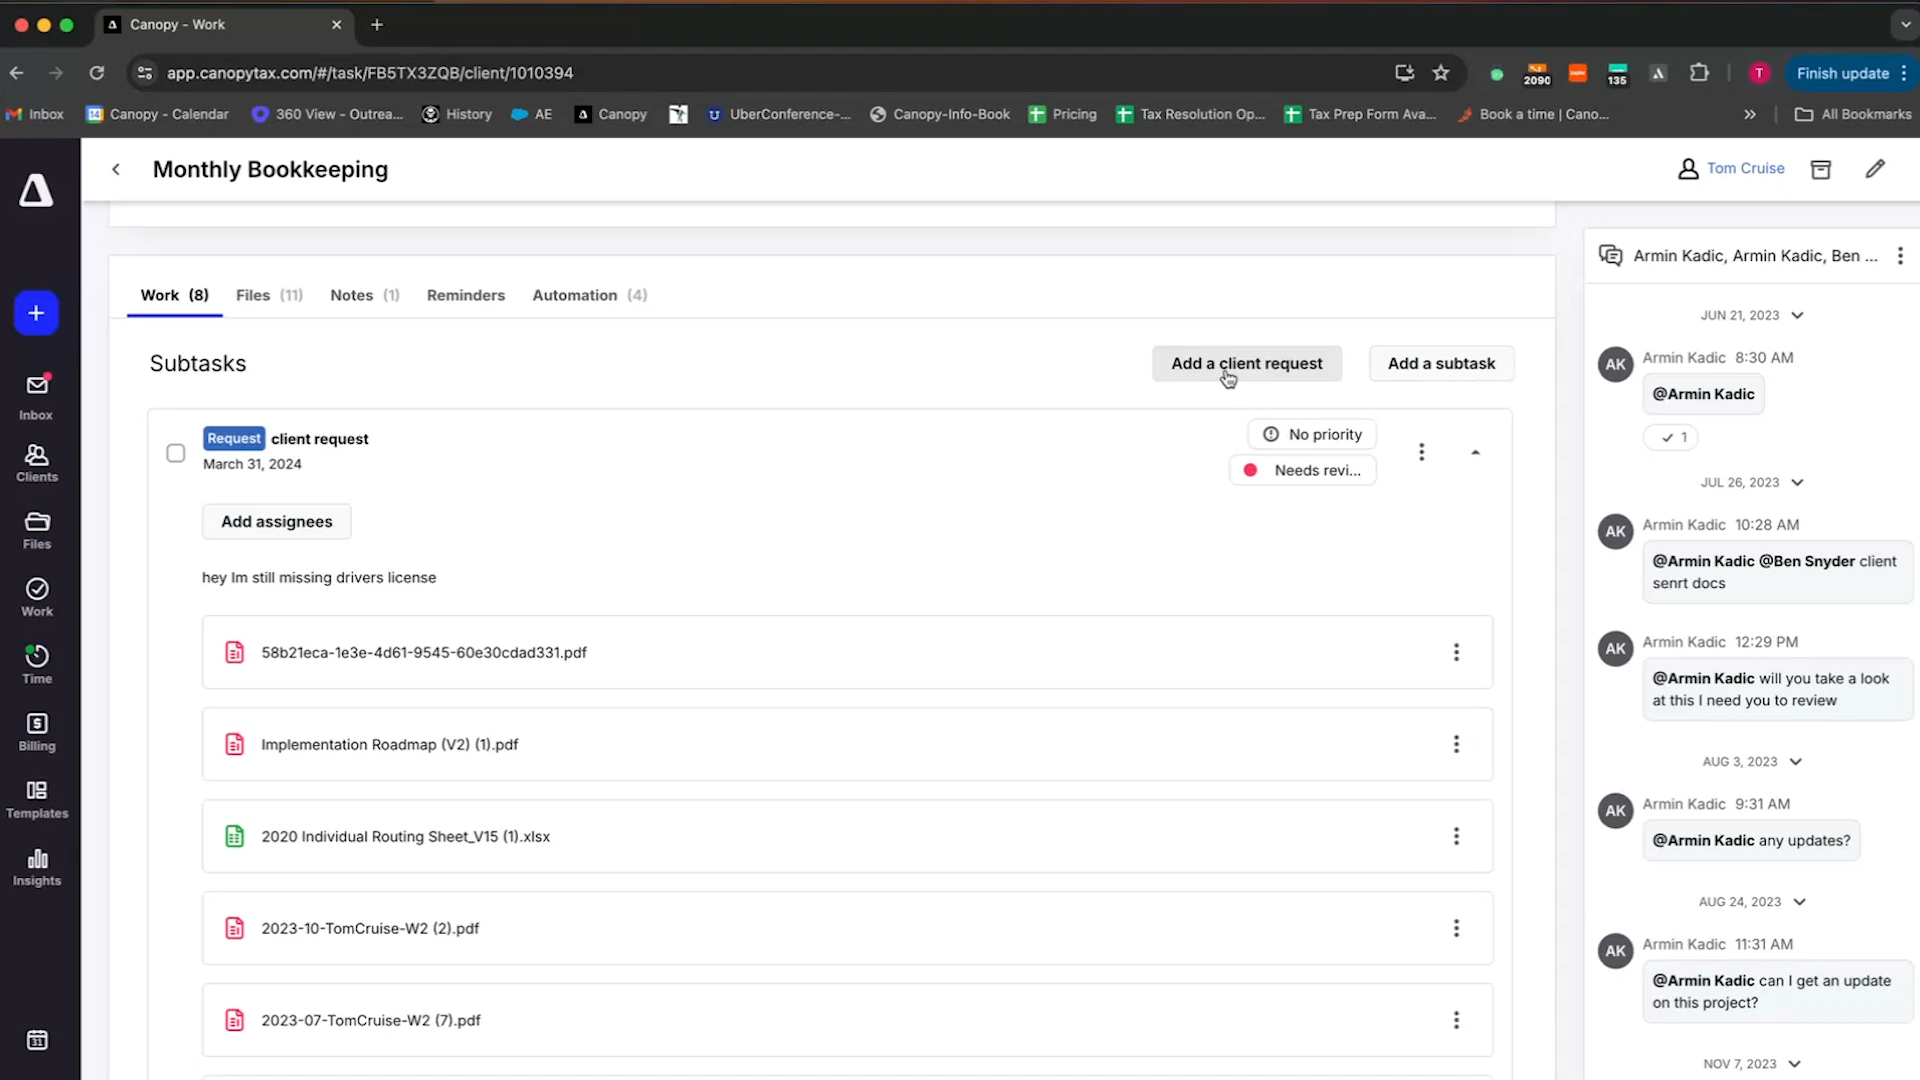 Canopy - Work
app.canopytax.com/#/task/FB5TX3ZQB/client/1010394
2090
135
T
Finish update
Inbox
Canopy - Calendar
360 View - Outrea...
History
AE
Canopy
UberConference-...
Canopy-Info-Book
Pricing
Tax Resolution Op...
Tax Prep Form Ava...
Book a time | Cano...
All Bookmarks
Monthly Bookkeeping
Tom Cruise
Inbox
Clients
Files
Work
Time
Billing
Templates
Insights
31
Work (8)
Files (11)
Notes (1)
Reminders
Automation (4)
Subtasks
Add a client request
Add a subtask
Request client request
March 31, 2024
No priority
Needs revi...
Add assignees
hey Im still missing drivers license
58b21eca-1e3e-4d61-9545-60e30cdad331.pdf
Implementation Roadmap (V2) (1).pdf
2020 Individual Routing Sheet_V15 (1).xlsx
2023-10-TomCruise-W2 (2).pdf
2023-07-TomCruise-W2 (7).pdf
Armin Kadic, Armin Kadic, Ben ...
JUN 21, 2023
AK
Armin Kadic 8:30 AM
@Armin Kadic
1
JUL 26, 2023
AK
Armin Kadic 10:28 AM
@Armin Kadic @Ben Snyder client
senrt docs
AK
Armin Kadic 12:29 PM
@Armin Kadic will you take a look
at this I need you to review
AUG 3, 2023
AK
Armin Kadic 9:31 AM
@Armin Kadic any updates?
AUG 24, 2023
AK
Armin Kadic 11:31 AM
@Armin Kadic can I get an update
on this project?
NOV 7, 2023